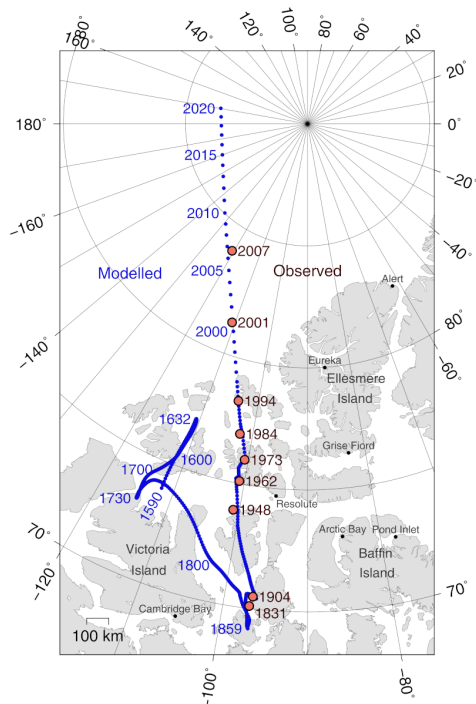 120°
100°
80°
60°
40°
20°
0°
−20°
−40°
−60°
70°
−80°
−100°
−120°
70°
−140°
−160°
180°
160°
140°
2020
2015
2010
2007
2005
Modelled
Observed
2001
2000
Alert
80°
Eureka
Ellesmere
Island
1994
1632
1984
Grise Fiord
1973
1600
1700
1962
1730
1590
Resolute
1948
Arctic Bay
Pond Inlet
Victoria
Island
Baffin
Island
1800
1904
1831
Cambridge Bay
1859
100 km